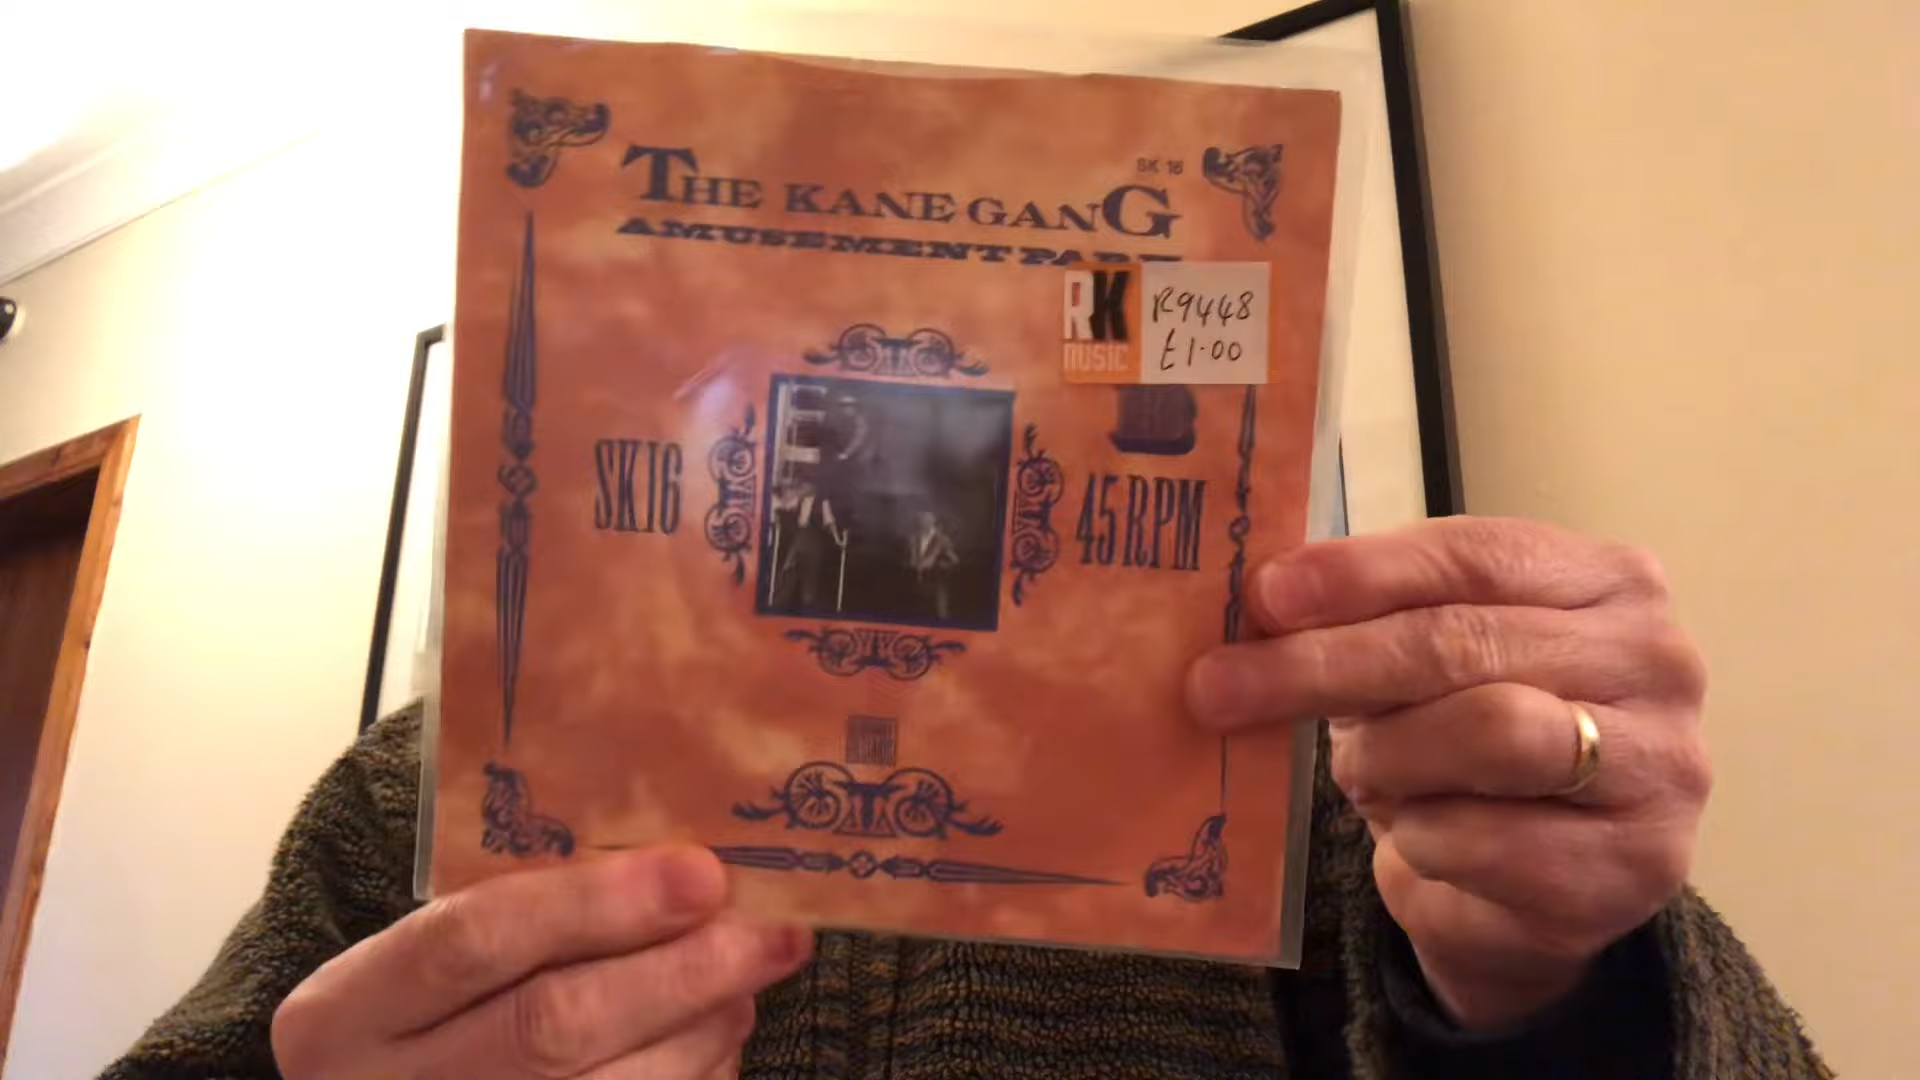 SK 16
THE KANE GANG
AMUSEMENT PARK
RK
MUSIC
R9448
£1.00
SK16
45 RPM